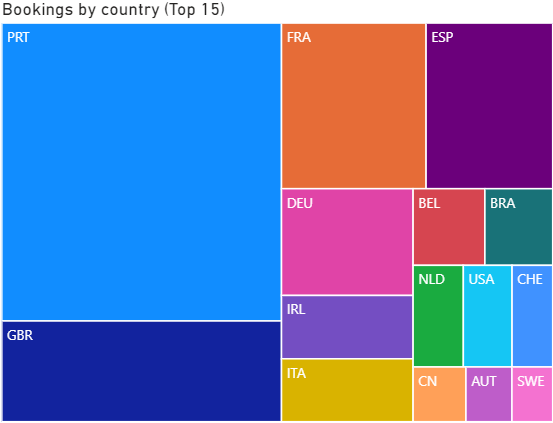 Bookings by country (Top 15)
PRT
FRA
ESP
DEU
BEL
BRA
NLD
USA
CHE
IRL
GBR
ITA
CN
AUT
SWE